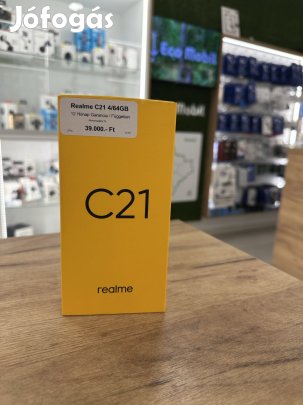 Jófogás
Eco Mobil
Realme C21 4/64GB
12 Hónap Garancia / Független
39.000.- Ft
C21
realme